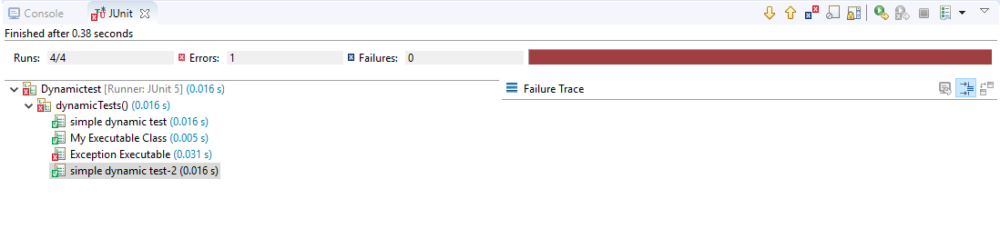 Console JUnit
Finished after 0.38 seconds
Runs: 4/4 Errors: 1 Failures: 0
Dynamictest [Runner: JUnit 5] (0.016 s)
Failure Trace
dynamicTests() (0.016 s)
simple dynamic test (0.016 s)
My Executable Class (0.005 s)
Exception Executable (0.031 s)
simple dynamic test-2 (0.016 s)